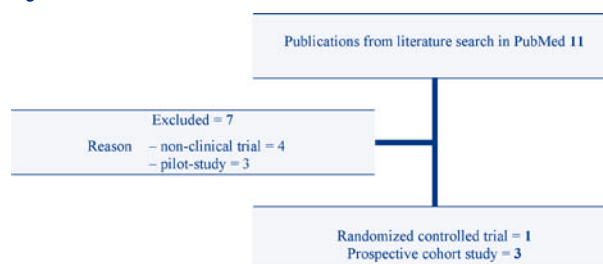 Publications from literature search in PubMed 11
Excluded = 7
Reason – non-clinical trial = 4
– pilot-study = 3
Randomized controlled trial = 1
Prospective cohort study = 3